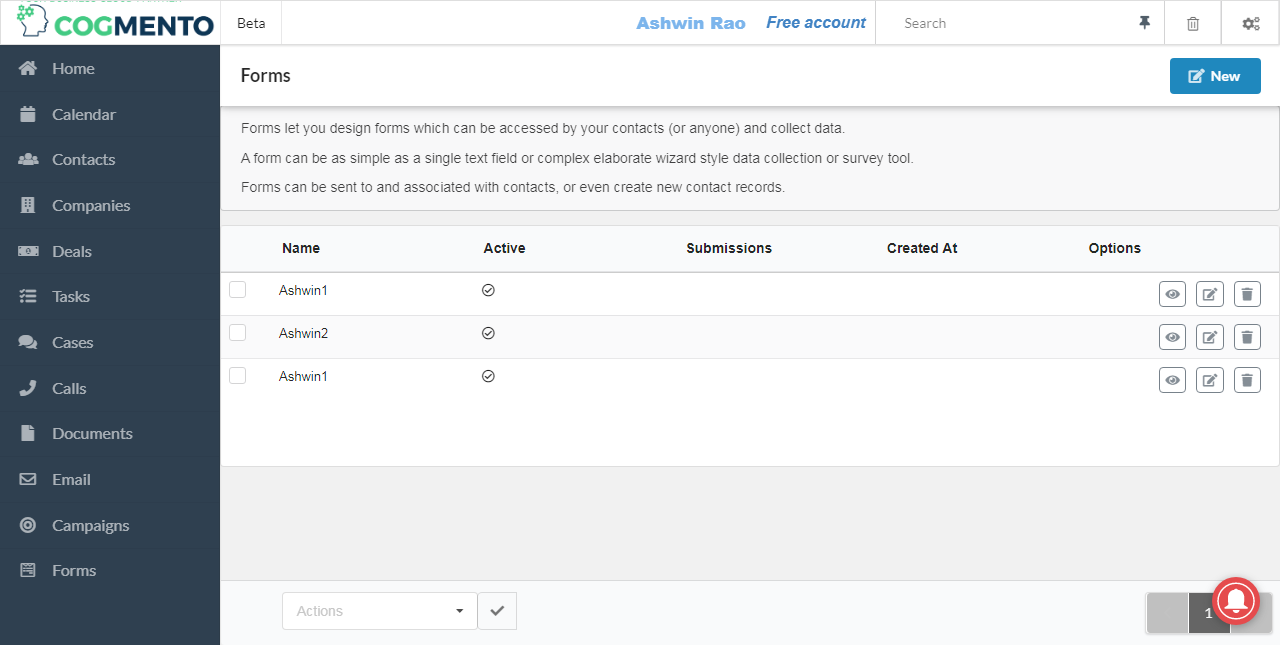 COGMENTO
Beta
Ashwin Rao
Free account
Search
Home
Calendar
Contacts
Companies
Deals
Tasks
Cases
Calls
Documents
Email
Campaigns
Forms
Forms
New
Forms let you design forms which can be accessed by your contacts (or anyone) and collect data.
A form can be as simple as a single text field or complex elaborate wizard style data collection or survey tool.
Forms can be sent to and associated with contacts, or even create new contact records.
Name Active Submissions Created At Options
Ashwin1
Ashwin2
Ashwin1
Actions
1